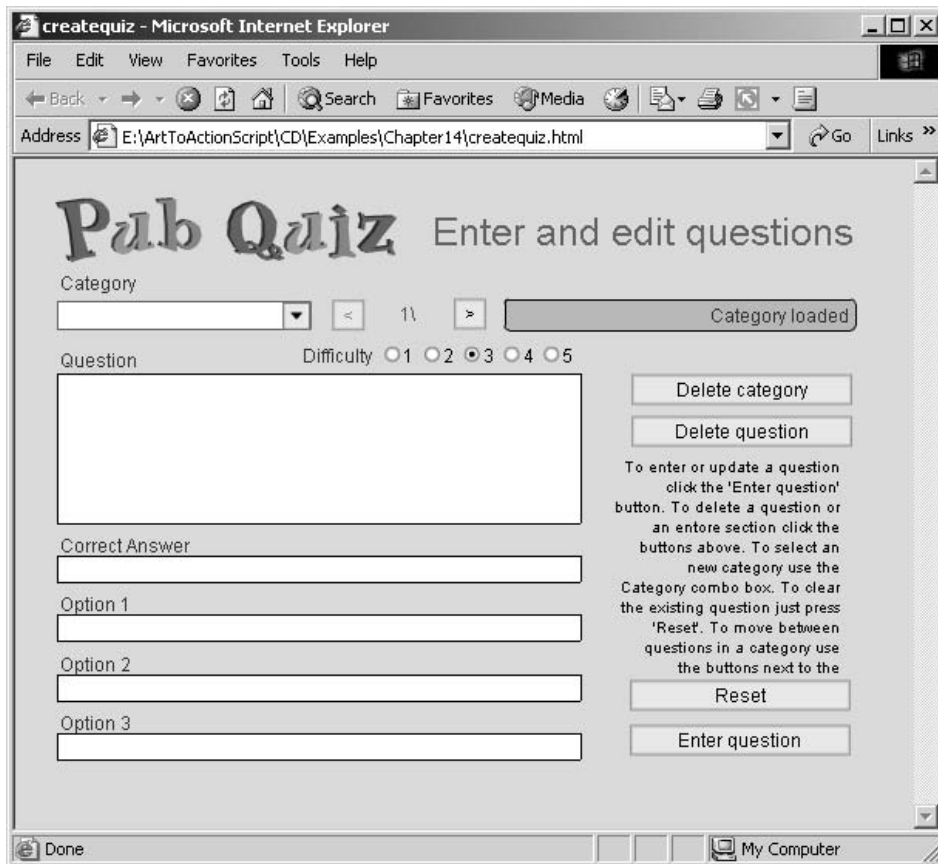 createquiz - Microsoft Internet Explorer
File Edit View Favorites Tools Help
Back Search Favorites Media
Address E:\ArtToActionScript\CD\Examples\Chapter14\createquiz.html Go Links »
Pub Quiz Enter and edit questions
Category
< 1\ > Category loaded
Question Difficulty 1 2 3 4 5
Delete category
Delete question
To enter or update a question
click the 'Enter question'
button. To delete a question or
an entore section click the
buttons above. To select an
new category use the
Category combo box. To clear
the existing question just press
'Reset'. To move between
questions in a category use
the buttons next to the
Correct Answer
Option 1
Option 2
Option 3
Reset
Enter question
Done My Computer